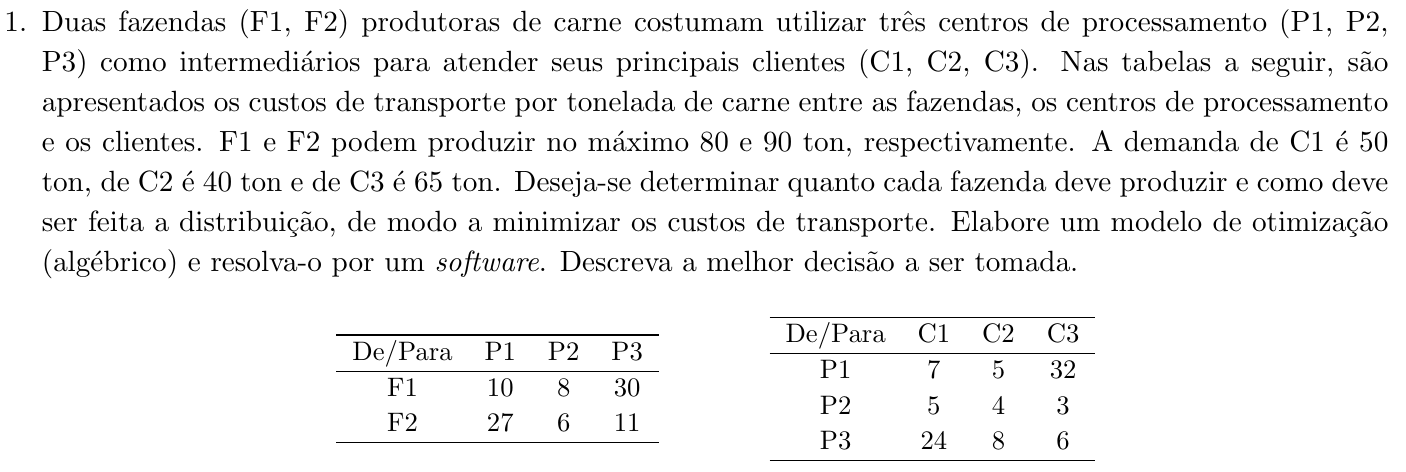 1. Duas fazendas (F1, F2) produtoras de carne costumam utilizar três centros de processamento (P1, P2,
P3) como intermediários para atender seus principais clientes (C1, C2, C3). Nas tabelas a seguir, são
apresentados os custos de transporte por tonelada de carne entre as fazendas, os centros de processamento
e os clientes. F1 e F2 podem produzir no máximo 80 e 90 ton, respectivamente. A demanda de C1 é 50
ton, de C2 é 40 ton e de C3 é 65 ton. Deseja-se determinar quanto cada fazenda deve produzir e como deve
ser feita a distribuição, de modo a minimizar os custos de transporte. Elabore um modelo de otimização
(algébrico) e resolva-o por um software. Descreva a melhor decisão a ser tomada.
De/Para P1 P2 P3
F1 10 8 30
F2 27 6 11
De/Para C1 C2 C3
P1 7 5 32
P2 5 4 3
P3 24 8 6